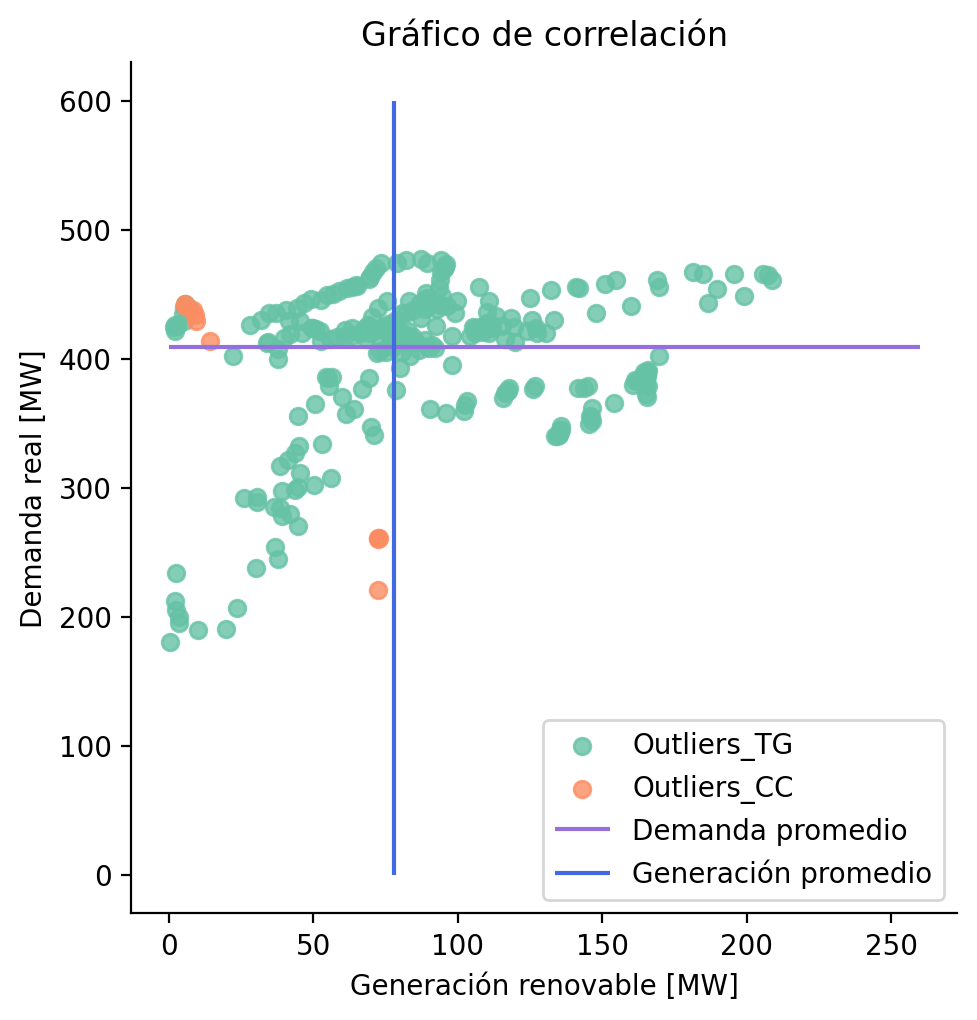 Gráfico de correlación
600
500
400
300
200
100
0
Demanda real [MW]
0 50 100 150 200 250
Generación renovable [MW]
Outliers_TG
Outliers_CC
Demanda promedio
Generación promedio